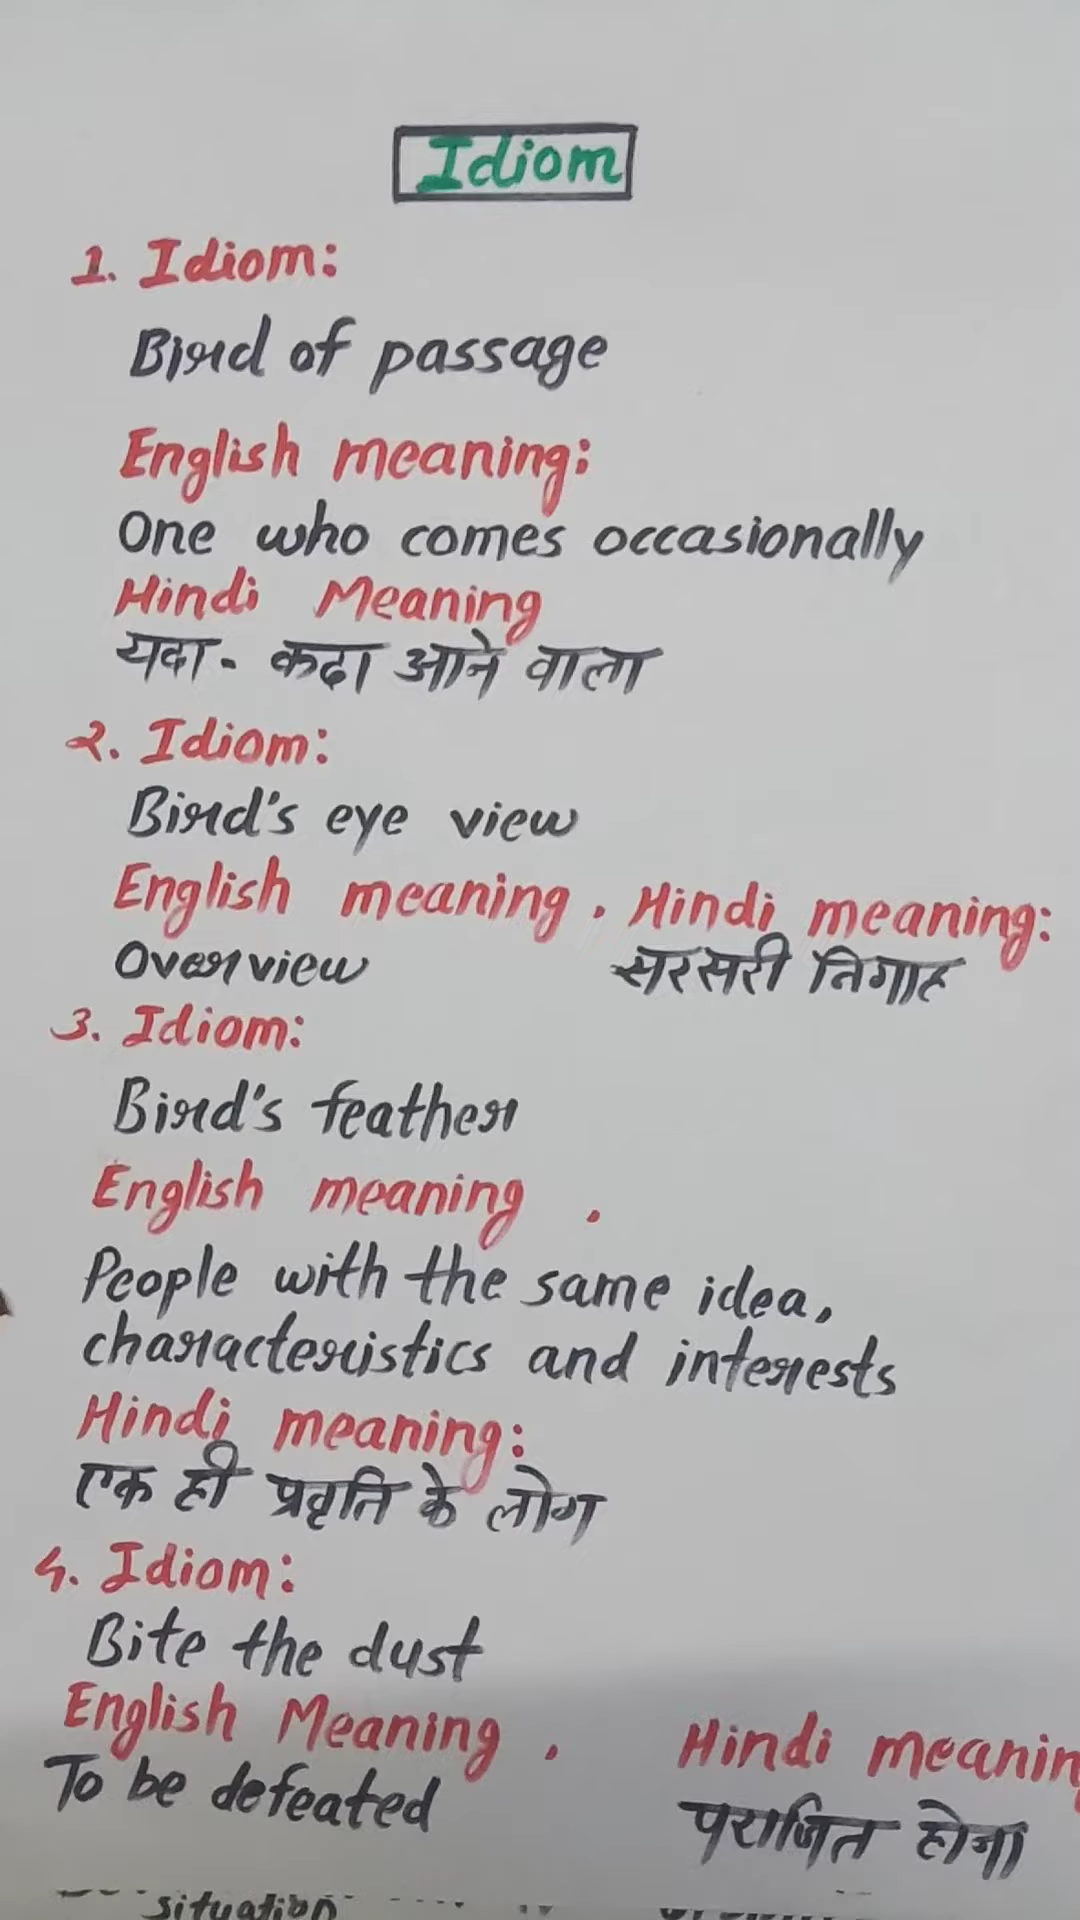 Idiom
1. Idiom:
Bird of passage
English meaning:
One who comes occasionally
Hindi Meaning
यदा - कदा आने वाला
2. Idiom:
Bird's eye view
English meaning . Hindi meaning:
Overview सरसरी निगाह
3. Idiom:
Bird's feather
English meaning .
People with the same idea,
characteristics and interests
Hindi meaning:
एक ही प्रवृति के लोग
4. Idiom:
Bite the dust
English Meaning . Hindi meanin
To be defeated पराजित होना
situation